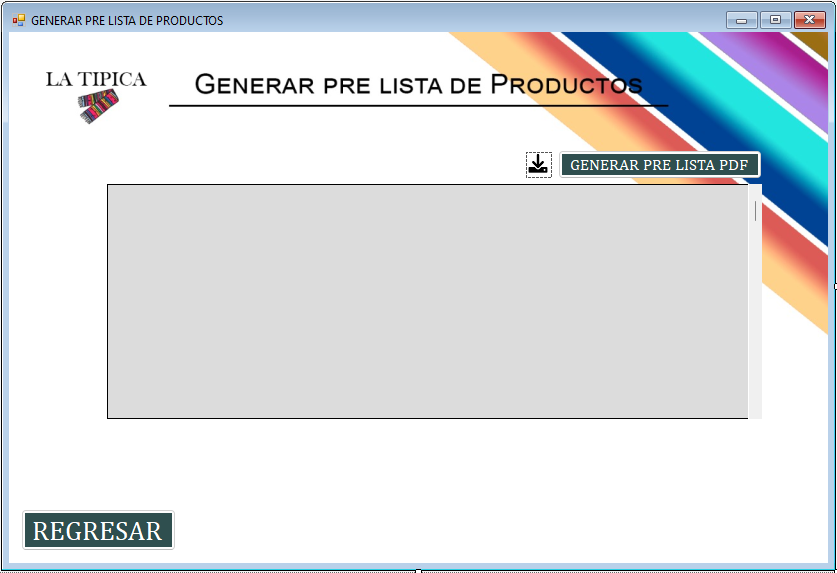 GENERAR PRE LISTA DE PRODUCTOS
LA TIPICA
GENERAR PRE LISTA DE PRODUCTOS
GENERAR PRE LISTA PDF
REGRESAR